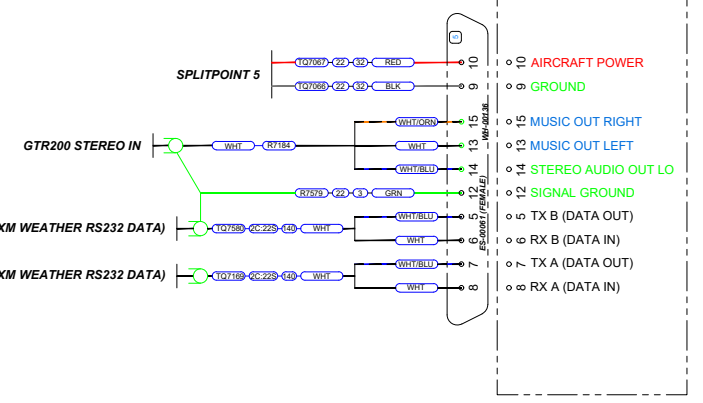 5
SPLITPOINT 5
TQ7067 22 32 RED 10 10 AIRCRAFT POWER
TQ7066 22 32 BLK 9 9 GROUND
WHT/ORN 15 15 MUSIC OUT RIGHT
GTR200 STEREO IN WHT R7184 WHT 13 13 MUSIC OUT LEFT
WHT/BLU 14 14 STEREO AUDIO OUT LO
R7579 22 3 GRN 12 12 SIGNAL GROUND
WHT/BLU 5 5 TX B (DATA OUT)
XM WEATHER RS232 DATA) TQ7580 2C:22S 140 WHT
WHT 6 6 RX B (DATA IN)
WHT/BLU 7 7 TX A (DATA OUT)
XM WEATHER RS232 DATA) TQ7169 2C:22S 140 WHT
WHT 8 8 RX A (DATA IN)
WH-00136
ES-00061 (FEMALE)